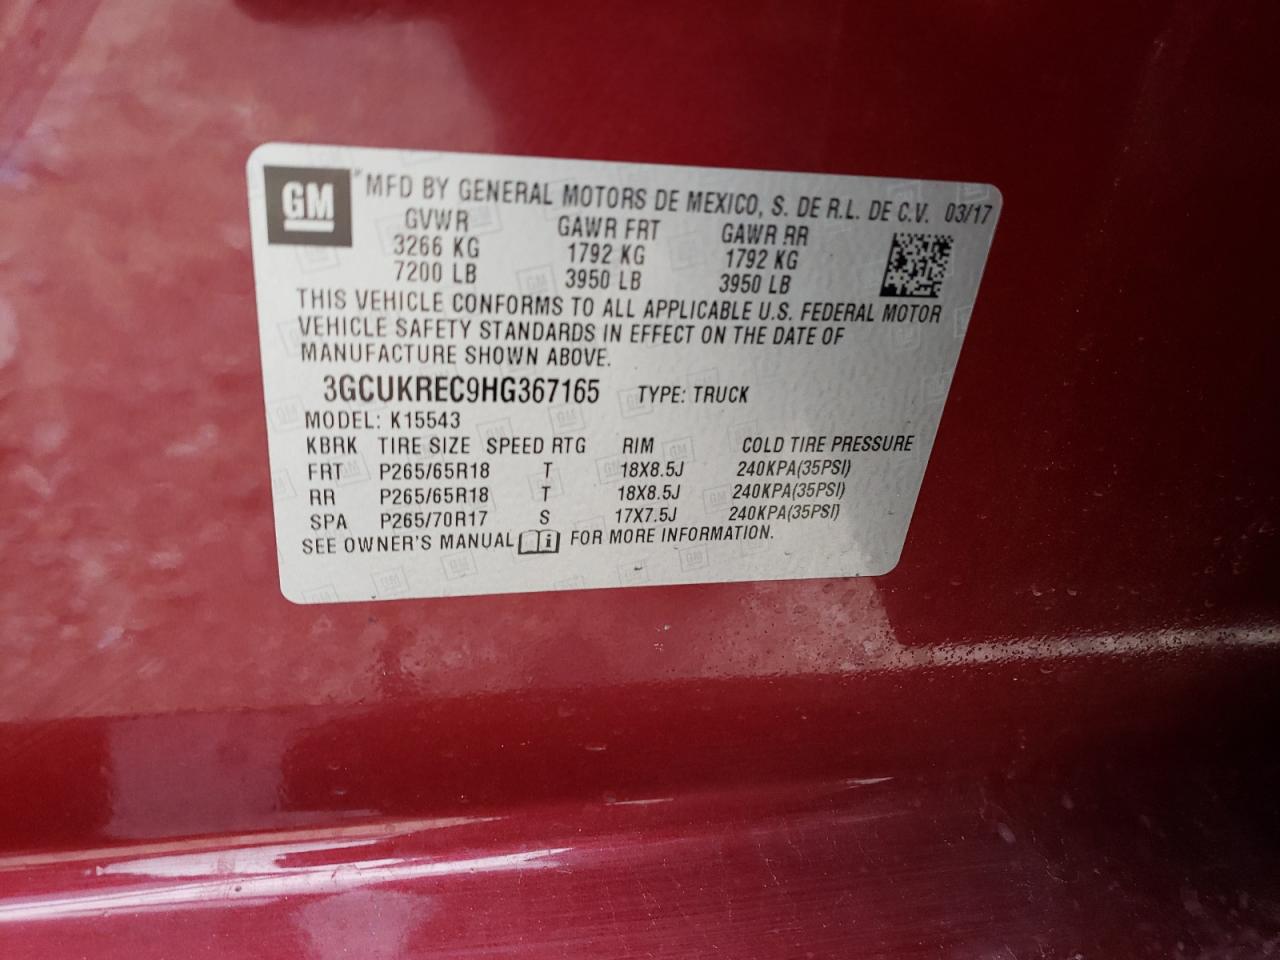 GM MFD BY GENERAL MOTORS DE MEXICO, S. DE R.L. DE C.V. 03/17
GVWR GAWR FRT GAWR RR
3266 KG 1792 KG 1792 KG
7200 LB 3950 LB 3950 LB
THIS VEHICLE CONFORMS TO ALL APPLICABLE U.S. FEDERAL MOTOR
VEHICLE SAFETY STANDARDS IN EFFECT ON THE DATE OF
MANUFACTURE SHOWN ABOVE.
3GCUKREC9HG367165 TYPE: TRUCK
MODEL: K15543
KBRK TIRE SIZE SPEED RTG RIM COLD TIRE PRESSURE
FRT P265/65R18 T 18X8.5J 240KPA(35PSI)
RR P265/65R18 T 18X8.5J 240KPA(35PSI)
SPA P265/70R17 S 17X7.5J 240KPA(35PSI)
SEE OWNER'S MANUAL i FOR MORE INFORMATION.